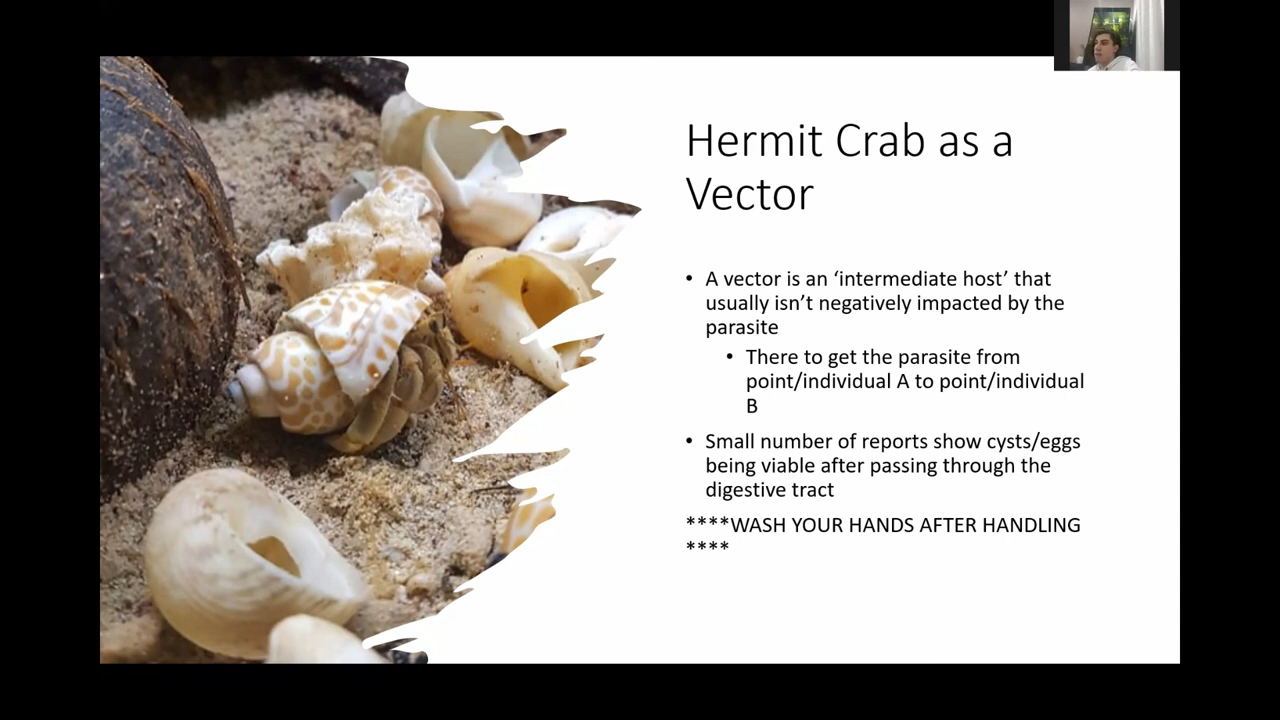 Hermit Crab as a
Vector
• A vector is an ‘intermediate host’ that
usually isn’t negatively impacted by the
parasite
• There to get the parasite from
point/individual A to point/individual
B
• Small number of reports show cysts/eggs
being viable after passing through the
digestive tract
****WASH YOUR HANDS AFTER HANDLING
****